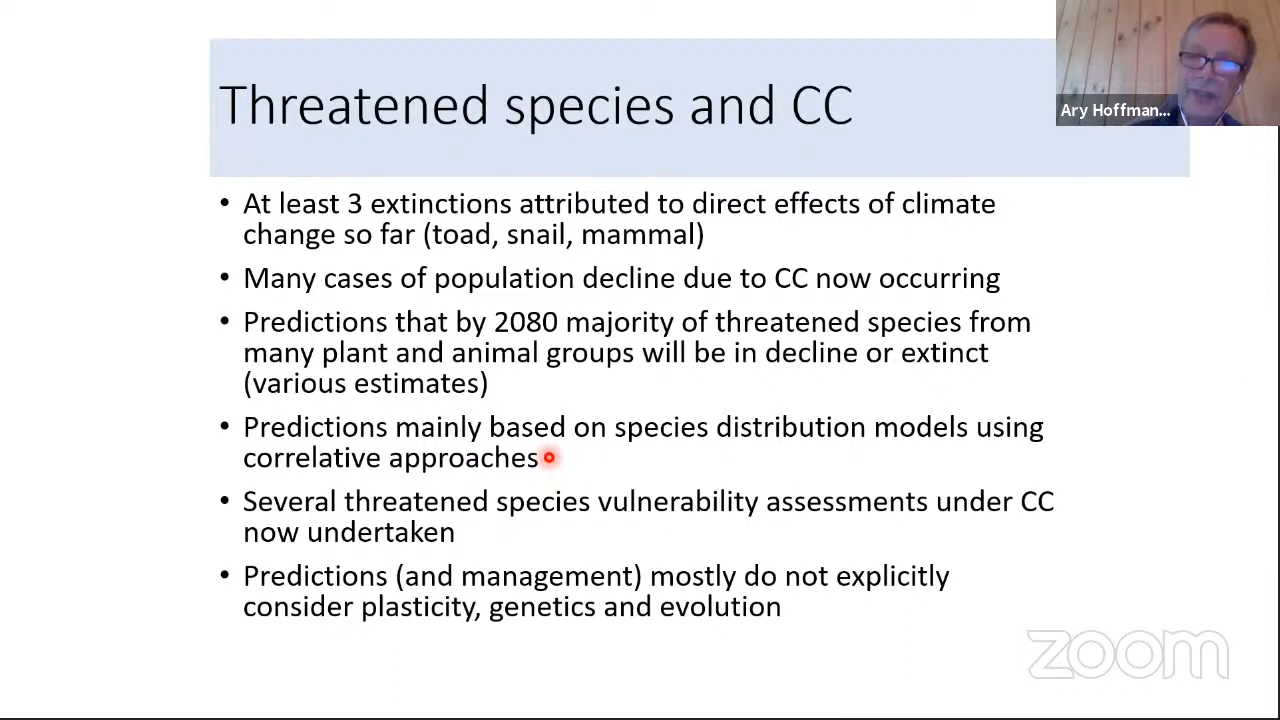 Threatened species and CC
Ary Hoffman...
• At least 3 extinctions attributed to direct effects of climate
change so far (toad, snail, mammal)
• Many cases of population decline due to CC now occurring
• Predictions that by 2080 majority of threatened species from
many plant and animal groups will be in decline or extinct
(various estimates)
• Predictions mainly based on species distribution models using
correlative approaches
• Several threatened species vulnerability assessments under CC
now undertaken
• Predictions (and management) mostly do not explicitly
consider plasticity, genetics and evolution
zoom